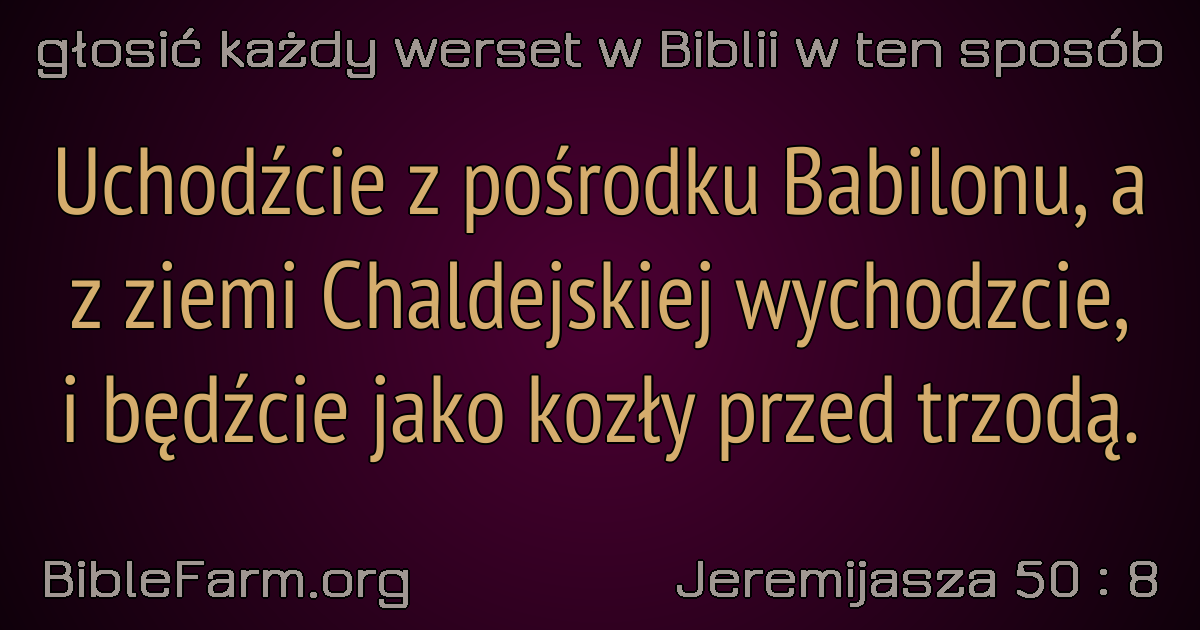 głosić każdy werset w Biblii w ten sposób
Uchodźcie z pośrodku Babilonu, a
z ziemi Chaldejskiej wychodzcie,
i będźcie jako kozły przed trzodą.
BibleFarm.org
Jeremijasza 50 : 8